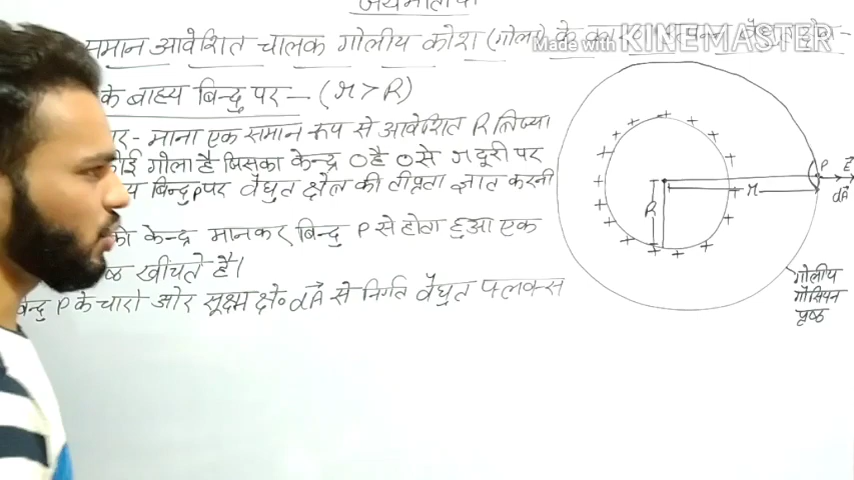 समान आवेशित चालक गोलीय कोश (गोला) के
Made with KINEMASTER
के बाह्य बिन्दु पर - (r > R)
माना एक समान रूप से आवेशित R त्रिज्या
कोई गोला है जिसका केन्द्र O है O से r दूरी पर
बिन्दु P पर वैद्युत क्षेत्र की तीव्रता ज्ञात करनी
को केन्द्र मानकर बिन्दु P से होता हुआ एक
खींचते है।
बिन्दु P के चारो ओर सूक्ष्म क्षे० dA⃗ से निर्गत वैद्युत फ्लक्स
P E⃗
dA⃗
r
R
गोलीय
गौसियन
पृष्ठ